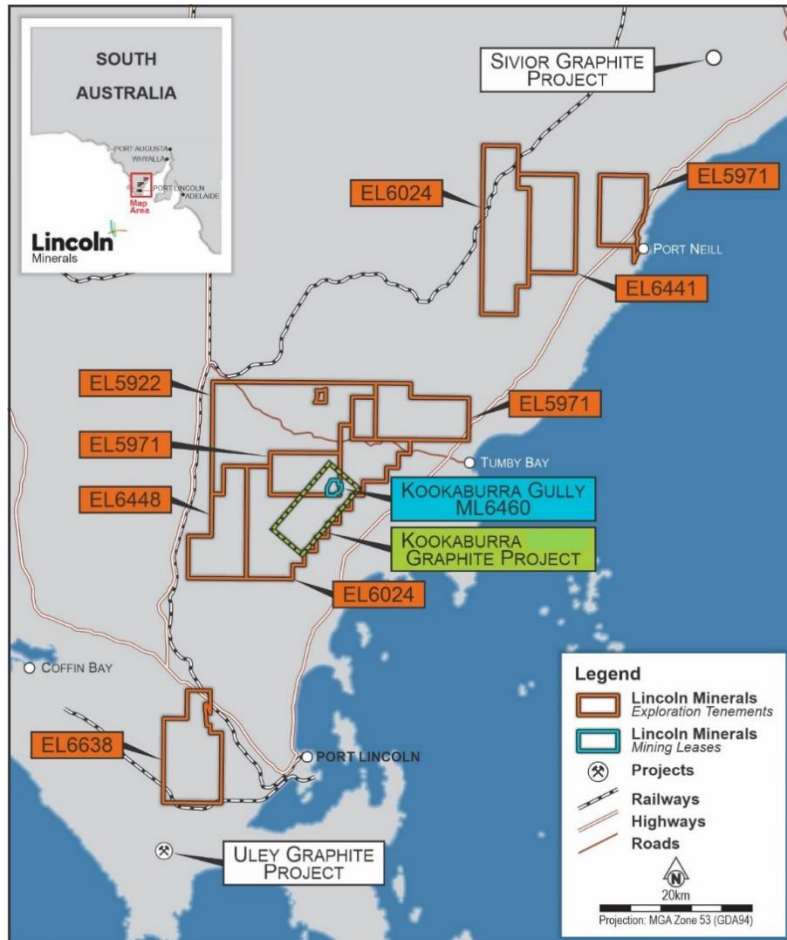 SOUTH
AUSTRALIA
PORT AUGUSTA
WHYALLA
PORT LINCOLN
ADELAIDE
Map
Area
Lincoln
Minerals
SIVIOR GRAPHITE
PROJECT
EL6024
EL5971
PORT NEILL
EL6441
EL5922
EL5971
EL5971
TUMBY BAY
KOOKABURRA GULLY
ML6460
EL6448
KOOKABURRA
GRAPHITE PROJECT
EL6024
COFFIN BAY
EL6638
PORT LINCOLN
ULEY GRAPHITE
PROJECT
Legend
Lincoln Minerals
Exploration Tenements
Lincoln Minerals
Mining Leases
Projects
Railways
Highways
Roads
N
20km
Projection: MGA Zone 53 (GDA94)